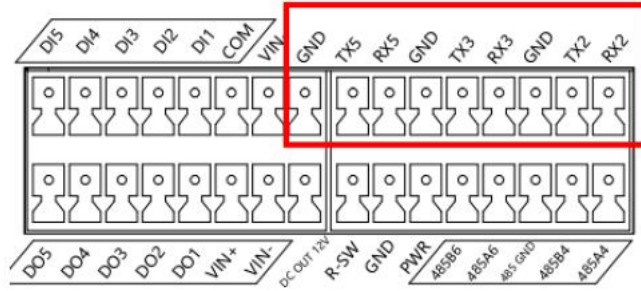 DI5 DI4 DI3 DI2 DI1 COM VIN- GND TX5 RX5 GND TX3 RX3 GND TX2 RX2
DO5 DO4 DO3 DO2 DO1 VIN+ VIN- DC OUT 12V R-SW GND PWR 485B6 485A6 485 GND 485B4 485A4